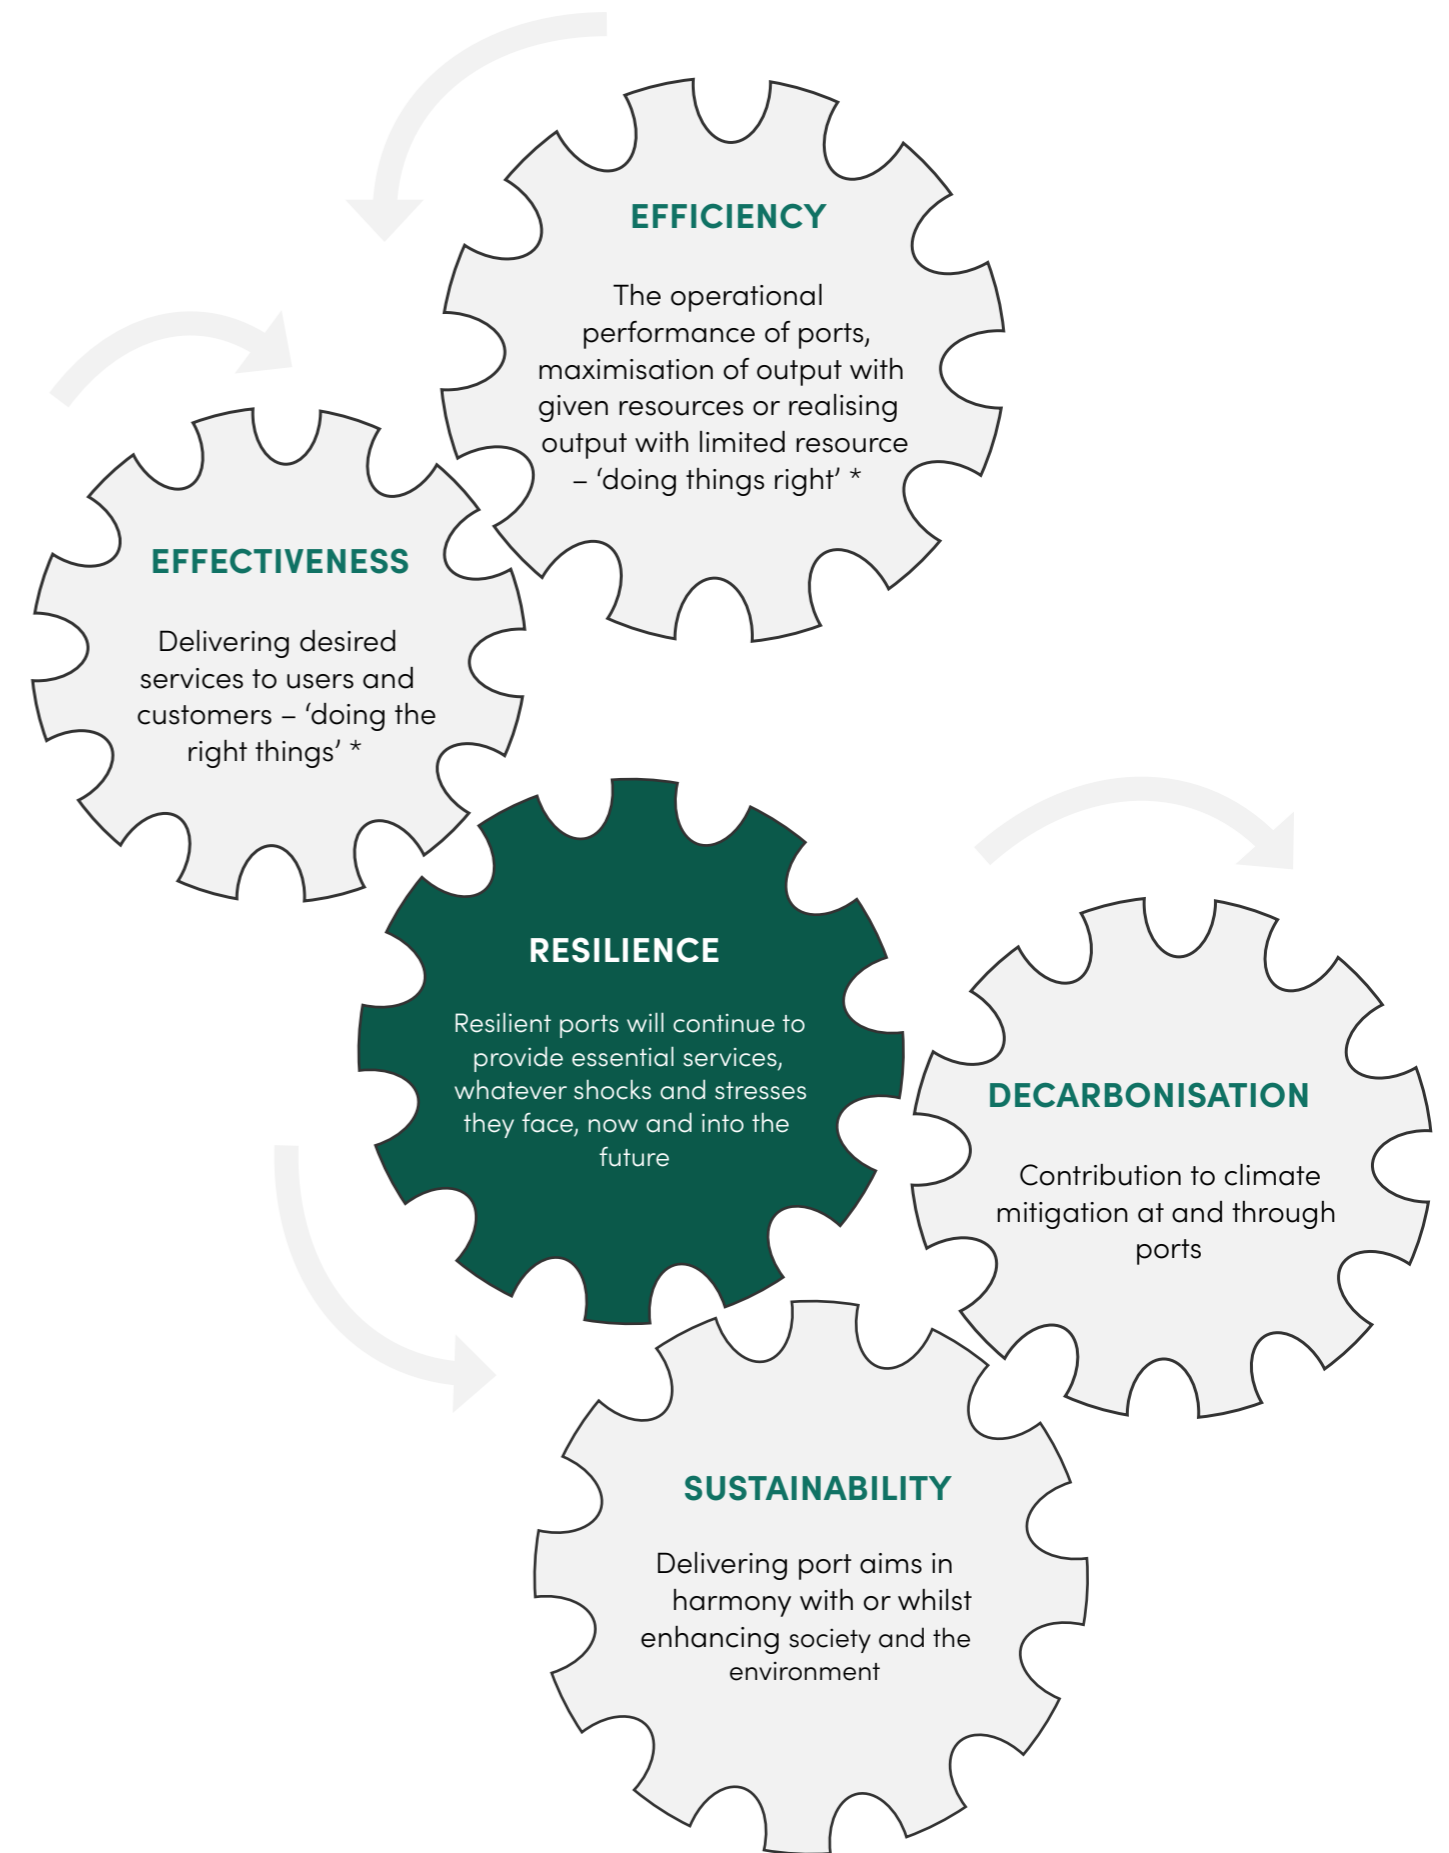 EFFICIENCY
The operational
performance of ports,
maximisation of output with
given resources or realising
output with limited resource
– ‘doing things right’ *
EFFECTIVENESS
Delivering desired
services to users and
customers – ‘doing the
right things’ *
RESILIENCE
Resilient ports will continue to
provide essential services,
whatever shocks and stresses
they face, now and into the
future
DECARBONISATION
Contribution to climate
mitigation at and through
ports
SUSTAINABILITY
Delivering port aims in
harmony with or whilst
enhancing society and the
environment